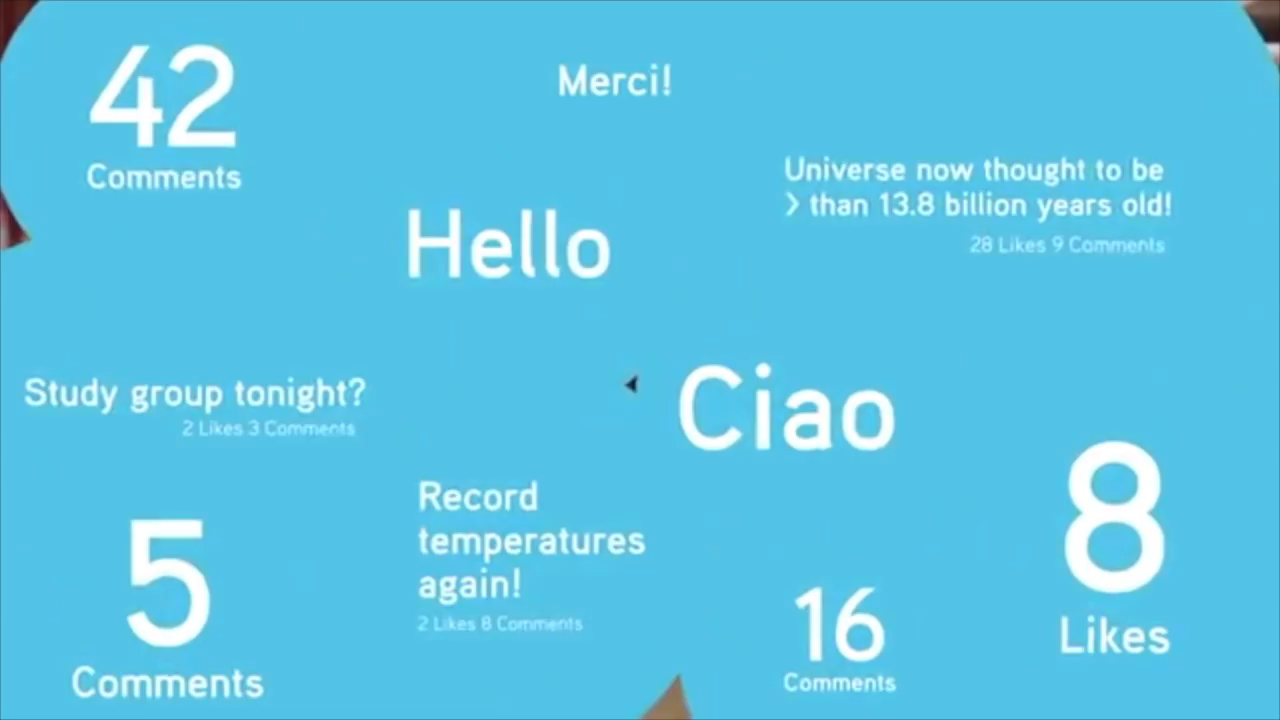 42
Comments
Merci!
Universe now thought to be
> than 13.8 billion years old!
28 Likes 9 Comments
Hello
Study group tonight?
2 Likes 3 Comments
Ciao
Record
temperatures
again!
2 Likes 8 Comments
8
Likes
5
Comments
16
Comments